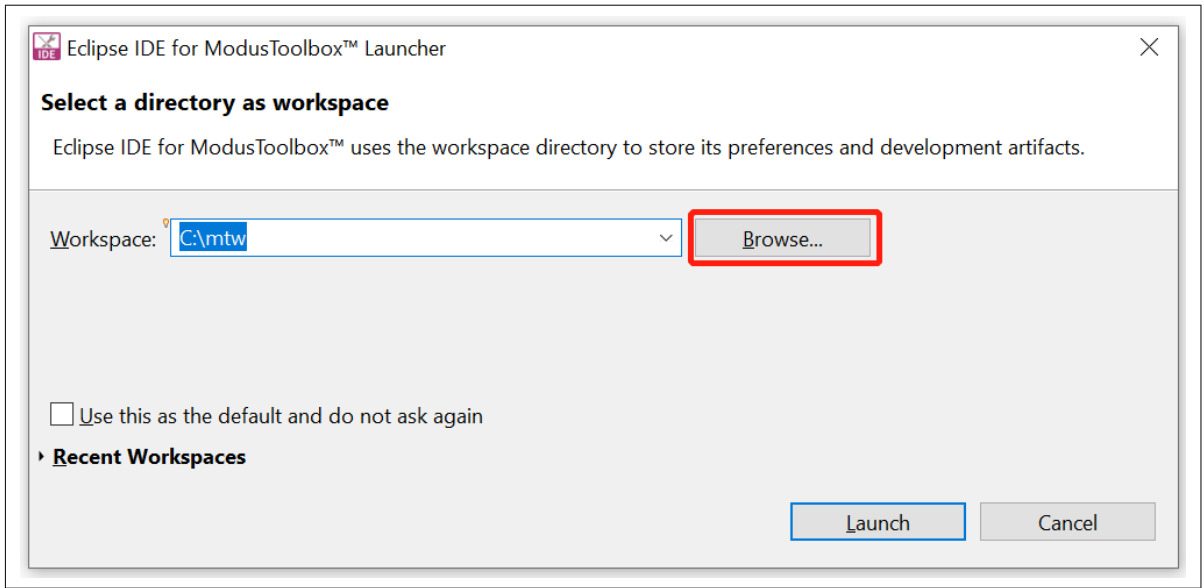 IDE Eclipse IDE for ModusToolbox™ Launcher
Select a directory as workspace
Eclipse IDE for ModusToolbox™ uses the workspace directory to store its preferences and development artifacts.
Workspace: C:\mtw Browse...
Use this as the default and do not ask again
Recent Workspaces
Launch Cancel